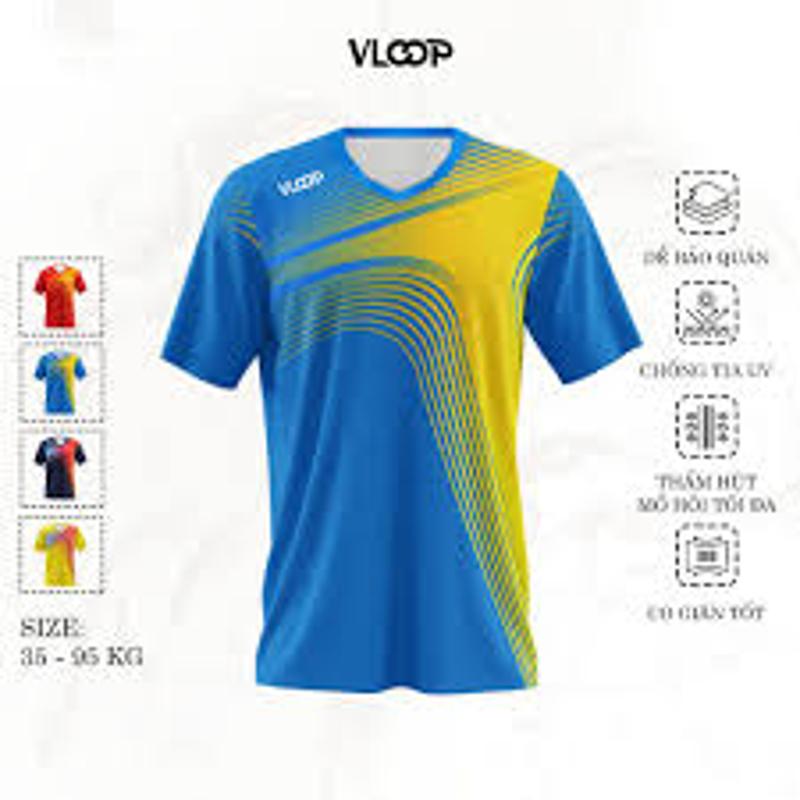 VLOOP
VLOOP
DỄ BẢO QUẢN
CHỐNG TIA UV
THẤM HÚT
MỒ HÔI TỐI ĐA
CO GIÃN TỐT
SIZE:
35 - 95 KG